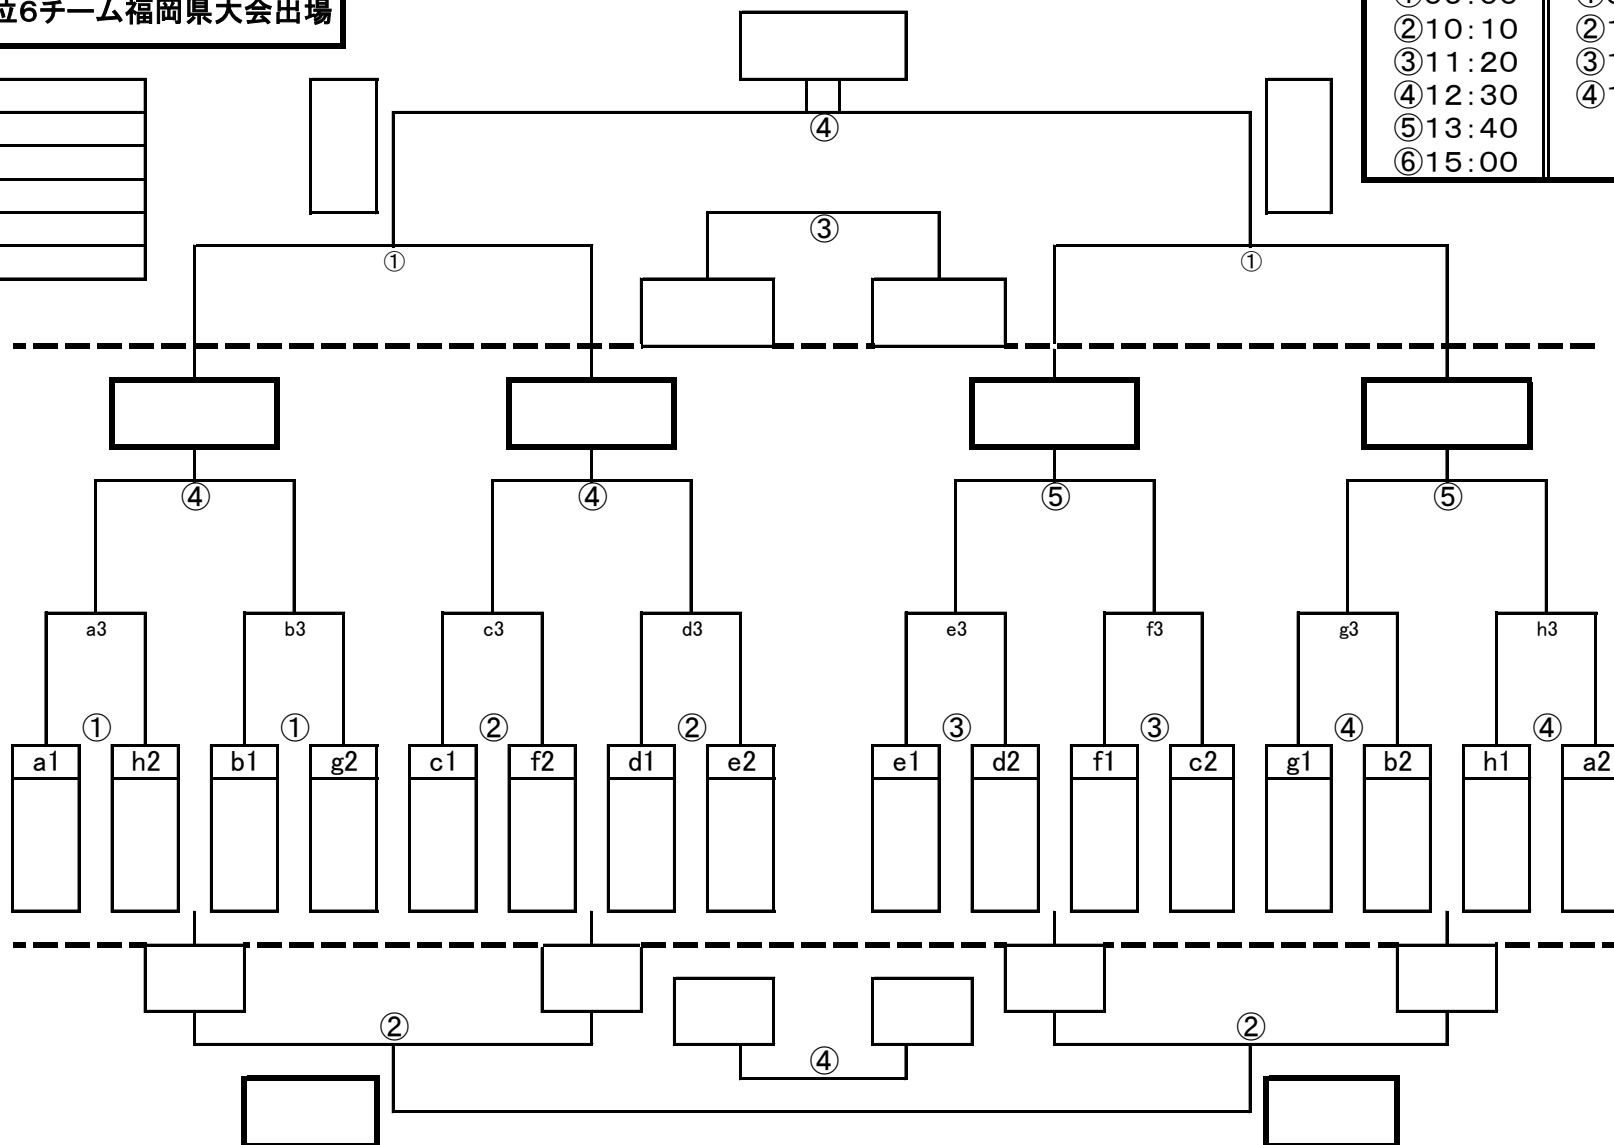 位6チーム福岡県大会出場
②10:10
③11:20
④12:30
⑤13:40
⑥15:00
②1
③1
④1
④
③
①
①
④
④
⑤
⑤
a3
b3
c3
d3
e3
f3
g3
h3
①
①
②
②
③
③
④
④
a1
h2
b1
g2
c1
f2
d1
e2
e1
d2
f1
c2
g1
b2
h1
a2
②
②
④